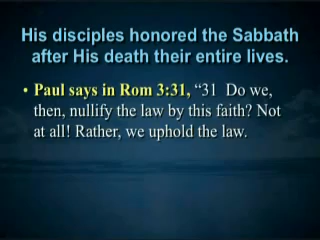 His disciples honored the Sabbath
after His death their entire lives.
• Paul says in Rom 3:31, “31  Do we,
then, nullify the law by this faith? Not
at all! Rather, we uphold the law.